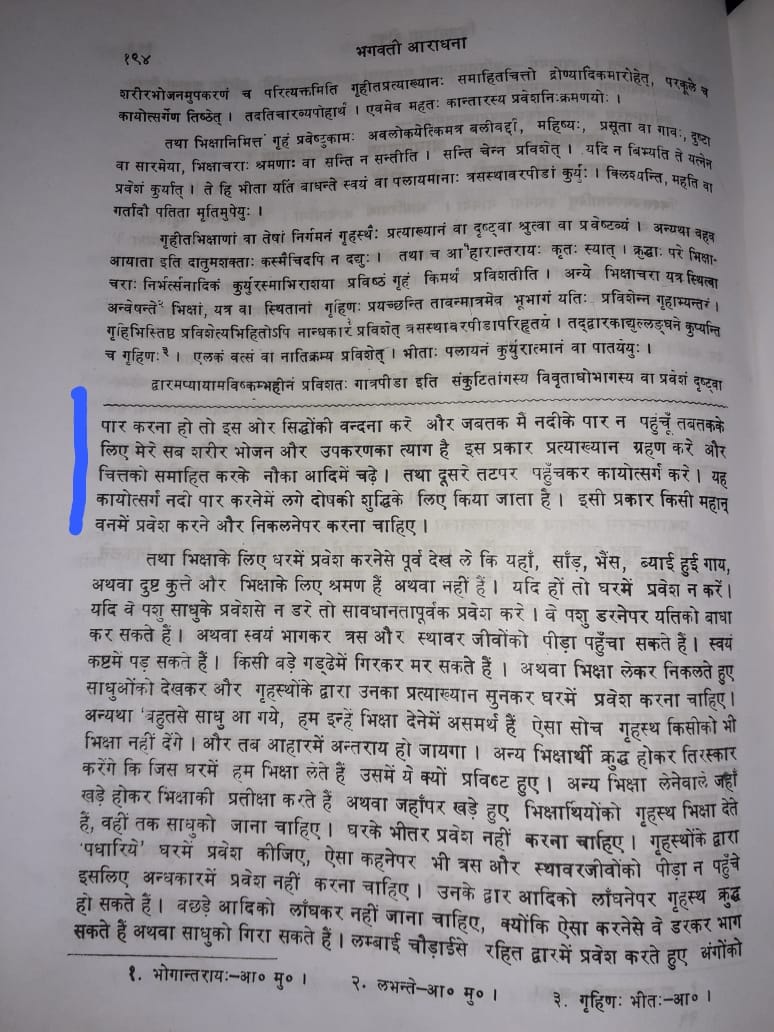 १९४
भगवती आराधना
शरीरभोजनमुपकरणं च परित्यक्तमिति गृहीतप्रत्याख्यानः समाहितचित्तो द्रोण्यादिकमारोहेत्, परकूले च
कायोत्सर्गेण तिष्ठेत् । तदतिचारव्यपोहार्थं । एवमेव महतः कान्तारस्य प्रवेशनिःक्रमणयोः ।
तथा भिक्षानिमित्तं गृहं प्रवेष्टुकामः अवलोकयेत्किमत्र बलीवर्द्दा, महिष्यः, प्रसूता वा गावः, दुष्टा
वा सारमेया, भिक्षाचराः श्रमणाः वा सन्ति न सन्तीति । सन्ति चेन्न प्रविशेत् । यदि न बिभ्यति ते यत्नेन
प्रवेशं कुर्यात् । ते हि भीता यतिं बाधन्ते स्वयं वा पलायमानाः त्रसस्थावरपीडां कुर्युः । क्लिश्यन्ति, महति वा
गर्तादौ पतिता मृतिमुपेयुः ।
गृहीतभिक्षाणां वा तेषां निर्गमनं गृहस्थैः प्रत्याख्यानं वा दृष्ट्वा श्रुत्वा वा प्रवेष्टव्यं । अन्यथा बहव
आयाता इति दातुमशक्ताः कस्मैचिदपि न दद्युः । तथा च आ¹हारान्तरायः कृतः स्यात् । क्रुद्धाः परे भिक्षा-
चराः निर्भर्त्सनादिकं कुर्युरस्माभिराशया प्रविष्ठं गृहं किमर्थं प्रविशतीति । अन्ये भिक्षाचरा यत्र स्थित्वा
अन्वेषन्ते² भिक्षां, यत्र वा स्थितानां गृहिणः प्रयच्छन्ति तावन्मात्रमेव भूभागं यतिः प्रविशेन्न गृहाभ्यन्तरं ।
गृहिभिस्तिष्ठ प्रविशेत्यभिहितोऽपि नान्धकारं प्रविशेत् त्रसस्थावरपीडापरिहृतये । तद्द्वारकाद्युल्लङ्घने कुप्यन्ति
च गृहिणः³ । एलकं वत्सं वा नातिक्रम्य प्रविशेत् । भीताः पलायनं कुर्युरात्मानं वा पातयेयुः ।
द्वारमप्यायामविष्कम्भहीनं प्रविशतः गात्रपीडा इति संकुटितांगस्य विवृताधोभागस्य वा प्रवेशं दृष्ट्वा
पार करना हो तो इस ओर सिद्धोंकी वन्दना करे और जबतक मै नदीके पार न पहुंचूँ तबतकके
लिए मेरे सब शरीर भोजन और उपकरणका त्याग है इस प्रकार प्रत्याख्यान ग्रहण करे और
चित्तको समाहित करके नौका आदिमें चढ़े । तथा दूसरे तटपर पहुँचकर कायोत्सर्ग करे । यह
कायोत्सर्ग नदी पार करनेमें लगे दोषकी शुद्धिके लिए किया जाता है । इसी प्रकार किसी महान्
वनमें प्रवेश करने और निकलनेपर करना चाहिए ।
तथा भिक्षाके लिए घरमें प्रवेश करनेसे पूर्व देख ले कि यहाँ, साँड़, भैंस, ब्याई हुई गाय,
अथवा दुष्ट कुत्ते और भिक्षाके लिए श्रमण हैं अथवा नहीं हैं । यदि हों तो घरमें प्रवेश न करें।
यदि वे पशु साधुके प्रवेशसे न डरे तो सावधानतापूर्वक प्रवेश करे । वे पशु डरनेपर यतिको बाधा
कर सकते हैं । अथवा स्वयं भागकर त्रस और स्थावर जीवोंको पीड़ा पहुँचा सकते हैं । स्वयं
कष्टमें पड़ सकते हैं । किसी बड़े गड्ढेमें गिरकर मर सकते हैं । अथवा भिक्षा लेकर निकलते हुए
साधुओंको देखकर और गृहस्थोंके द्वारा उनका प्रत्याख्यान सुनकर घरमें प्रवेश करना चाहिए।
अन्यथा 'बहुतसे साधु आ गये, हम इन्हें भिक्षा देनेमें असमर्थ हैं ऐसा सोच गृहस्थ किसीको भी
भिक्षा नहीं देंगे । और तब आहारमें अन्तराय हो जायगा । अन्य भिक्षार्थी क्रुद्ध होकर तिरस्कार
करेंगे कि जिस घरमें हम भिक्षा लेते हैं उसमें ये क्यों प्रविष्ट हुए । अन्य भिक्षा लेनेवाले जहाँ
खड़े होकर भिक्षाकी प्रतीक्षा करते हैं अथवा जहाँपर खड़े हुए भिक्षार्थियोंको गृहस्थ भिक्षा देते
हैं, वहीं तक साधुको जाना चाहिए । घरके भीतर प्रवेश नहीं करना चाहिए । गृहस्थोंके द्वारा
'पधारिये' घरमें प्रवेश कीजिए, ऐसा कहनेपर भी त्रस और स्थावरजीवोंको पीड़ा न पहुँचे
इसलिए अन्धकारमें प्रवेश नहीं करना चाहिए । उनके द्वार आदिको लाँघनेपर गृहस्थ क्रुद्ध
हो सकते हैं । बछड़े आदिको लाँघकर नहीं जाना चाहिए, क्योंकि ऐसा करनेसे वे डरकर भाग
सकते हैं अथवा साधुको गिरा सकते हैं । लम्बाई चौड़ाईसे रहित द्वारमें प्रवेश करते हुए अंगोंको
१. भोगान्तरायः-आ० मु० । २. लभन्ते-आ० मु० । ३. गृहिणः भीतः-आ० ।